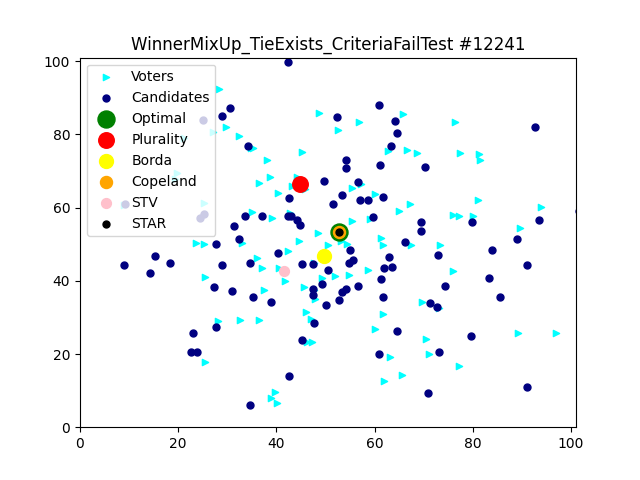 WinnerMixUp_TieExists_CriteriaFailTest #12241
100
80
60
40
20
0
Voters
Candidates
Optimal
Plurality
Borda
Copeland
STV
STAR
0 20 40 60 80 100